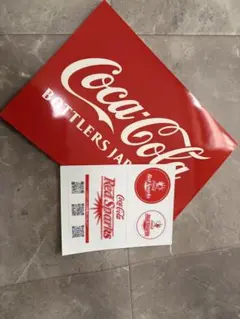 Coca-Cola
BOTTLERS JAP
Coca-Cola
Red Sparks